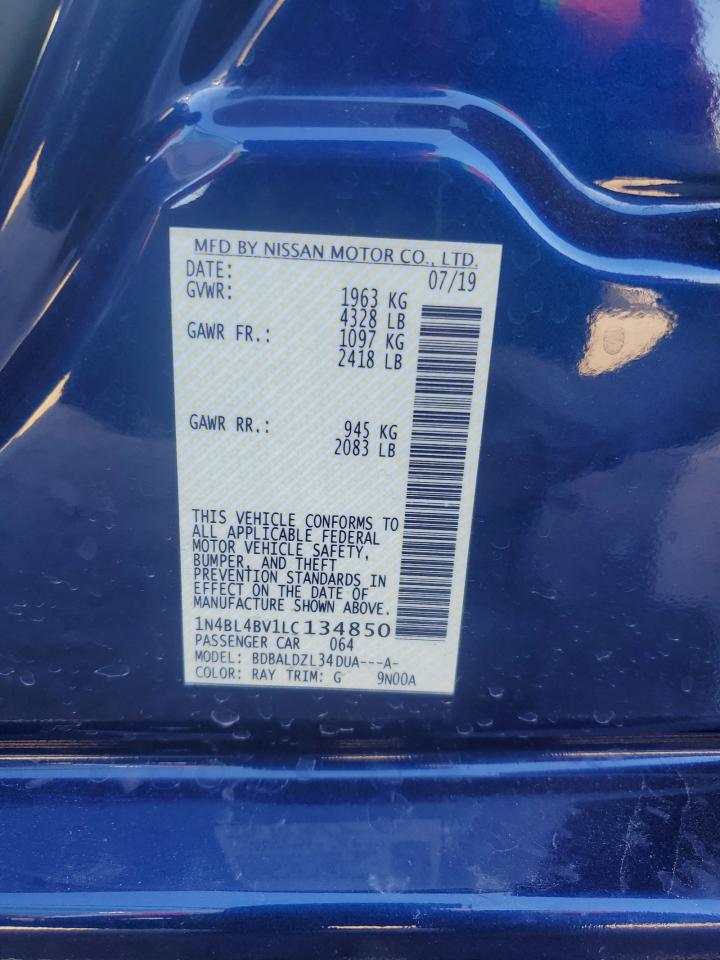 MFD BY NISSAN MOTOR CO., LTD.
DATE: 07/19
GVWR: 1963 KG
4328 LB
GAWR FR.: 1097 KG
2418 LB
GAWR RR.: 945 KG
2083 LB
THIS VEHICLE CONFORMS TO
ALL APPLICABLE FEDERAL
MOTOR VEHICLE SAFETY,
BUMPER, AND THEFT
PREVENTION STANDARDS IN
EFFECT ON THE DATE OF
MANUFACTURE SHOWN ABOVE.
1N4BL4BV1LC134850
PASSENGER CAR 064
MODEL: BDBALDZL34DUA---A-
COLOR: RAY TRIM: G 9N00A